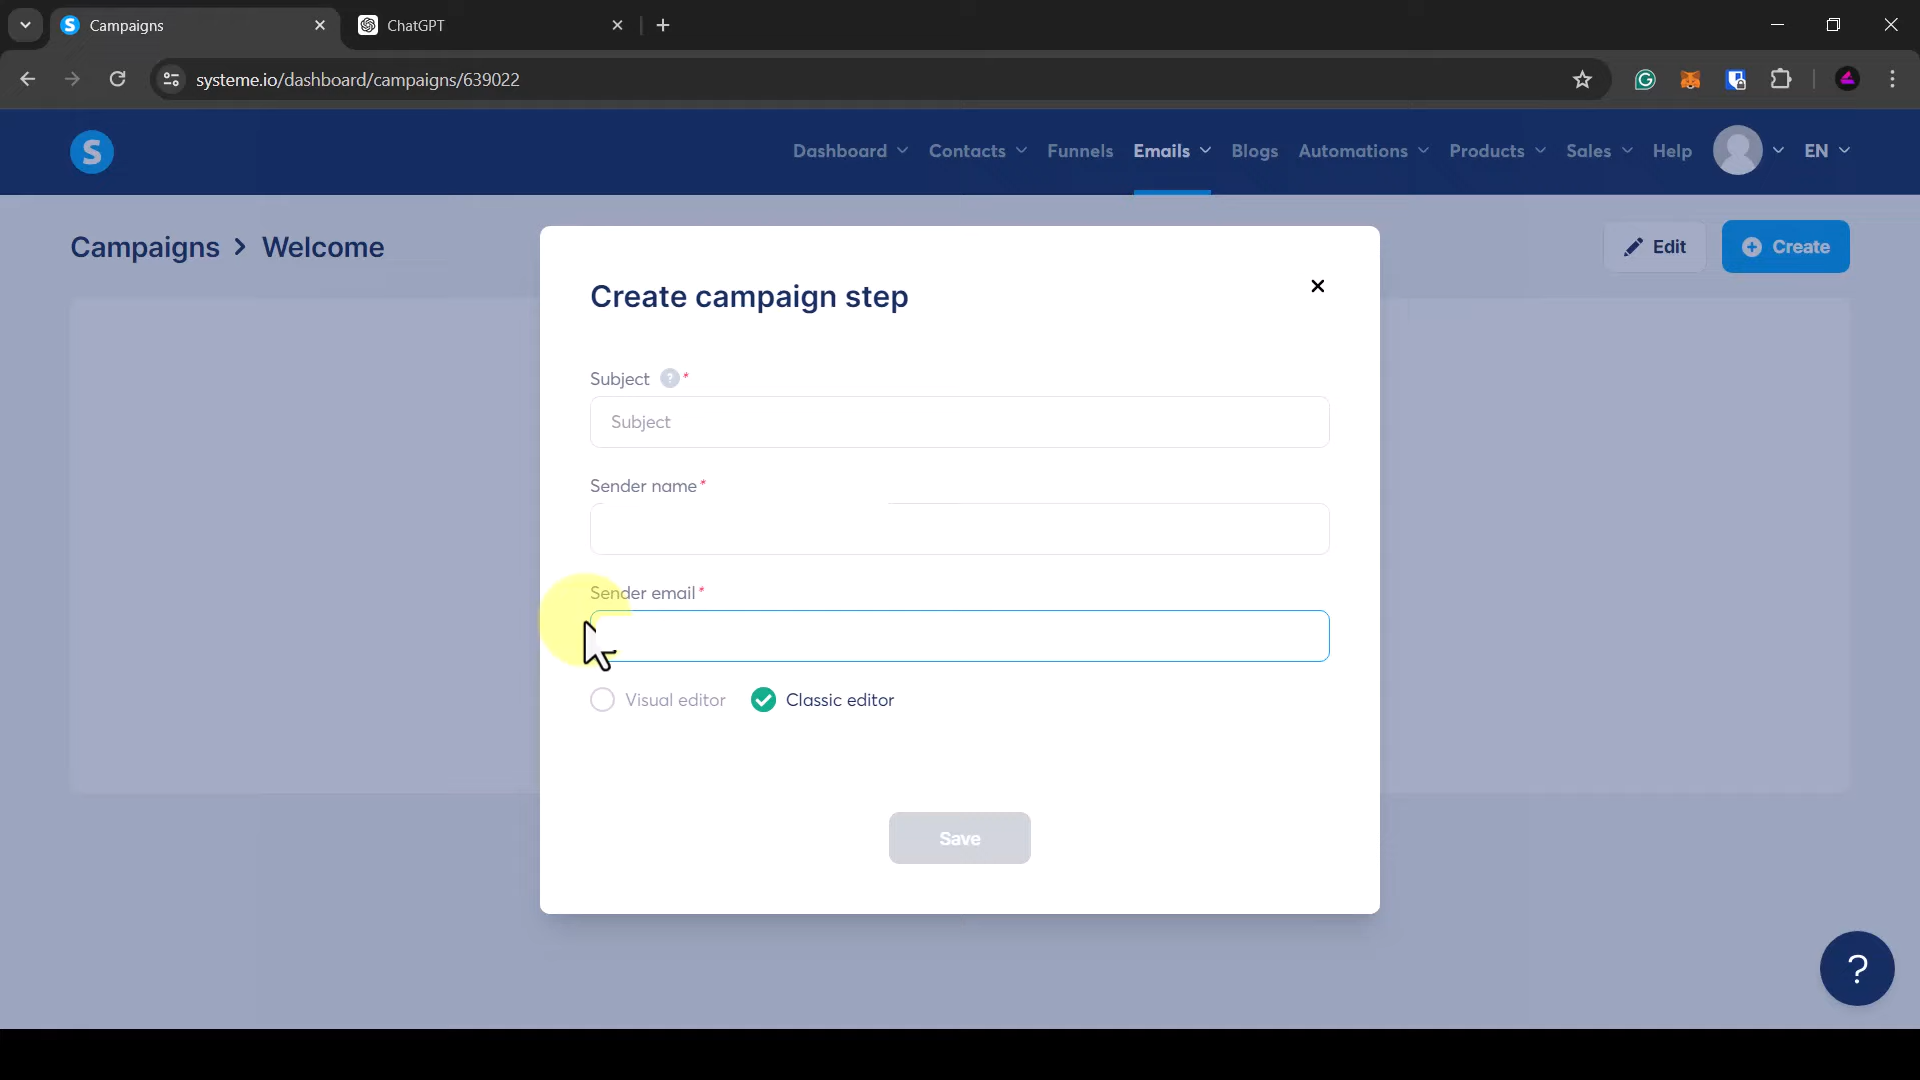 Campaigns
ChatGPT
systeme.io/dashboard/campaigns/639022
S
Dashboard
Contacts
Funnels
Emails
Blogs
Automations
Products
Sales
Help
EN
Campaigns > Welcome
Edit
Create
Create campaign step
Subject ? *
Subject
Sender name *
Sender email *
Visual editor
Classic editor
Save
?